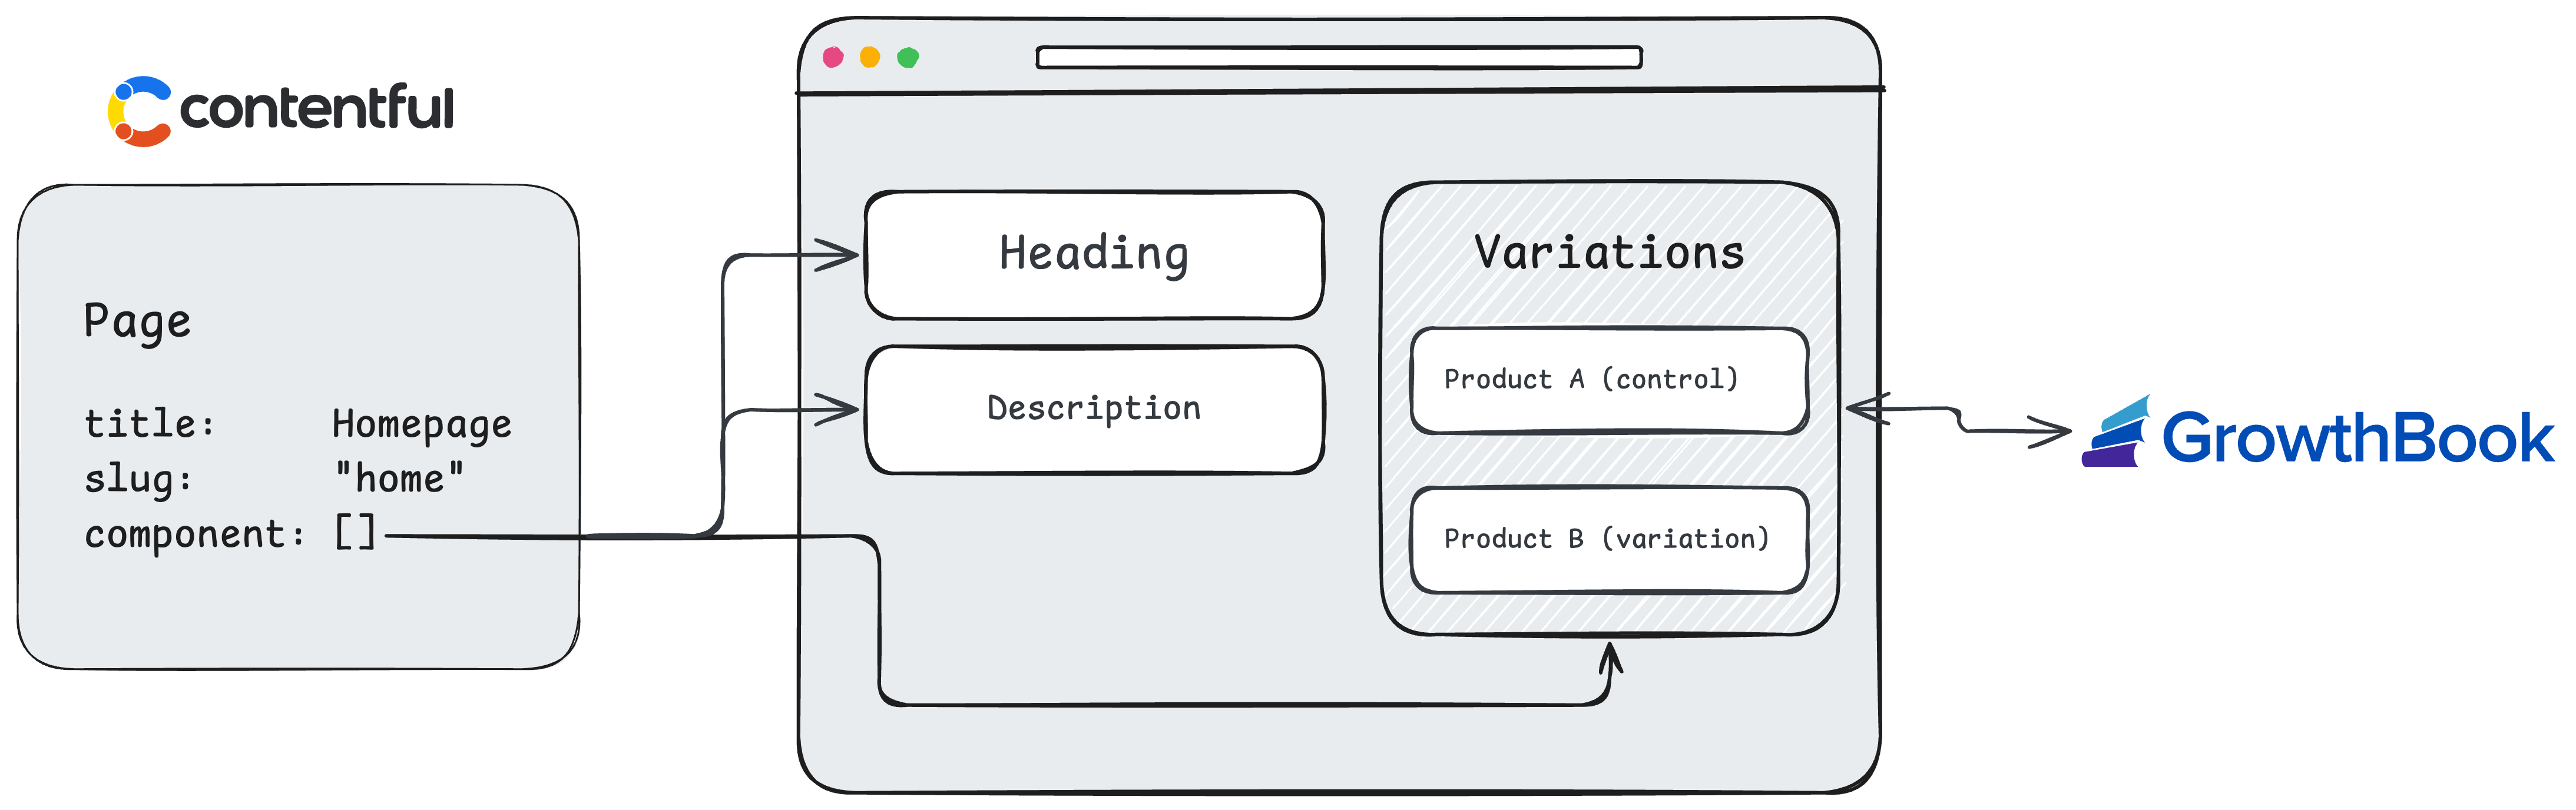 contentful
Page
title: Homepage
slug: "home"
component: []
Heading
Description
Variations
Product A (control)
Product B (variation)
GrowthBook